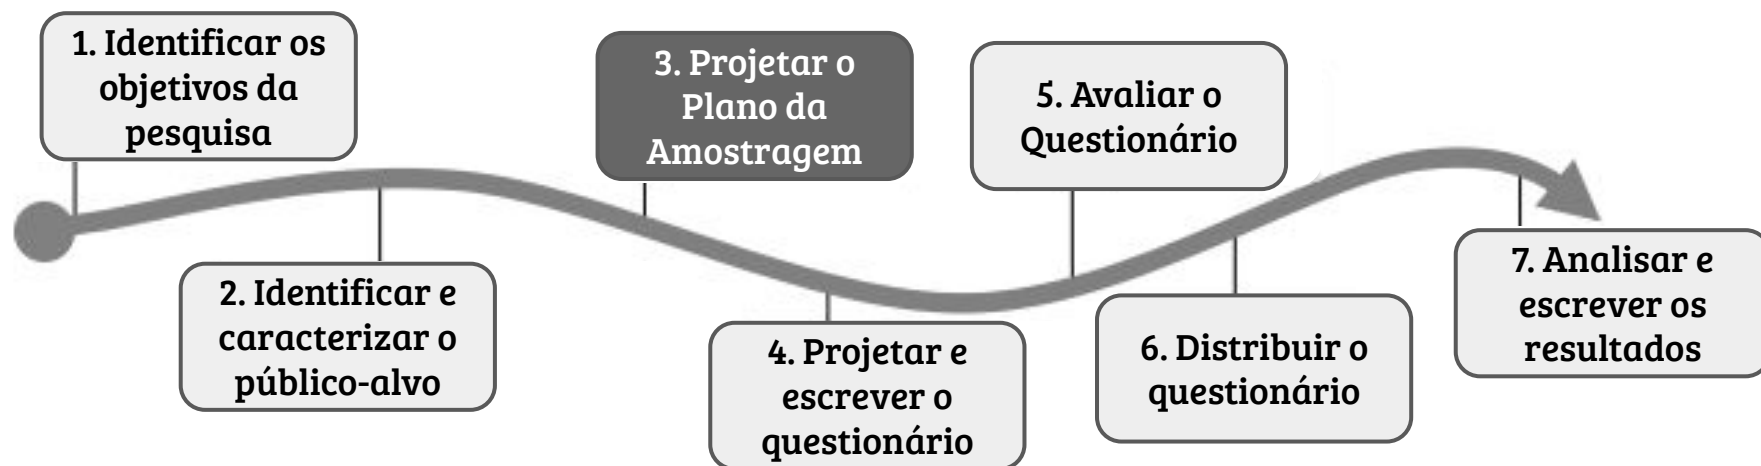 1. Identificar os
objetivos da
pesquisa
2. Identificar e
caracterizar o
público-alvo
3. Projetar o
Plano da
Amostragem
4. Projetar e
escrever o
questionário
5. Avaliar o
Questionário
6. Distribuir o
questionário
7. Analisar e
escrever os
resultados